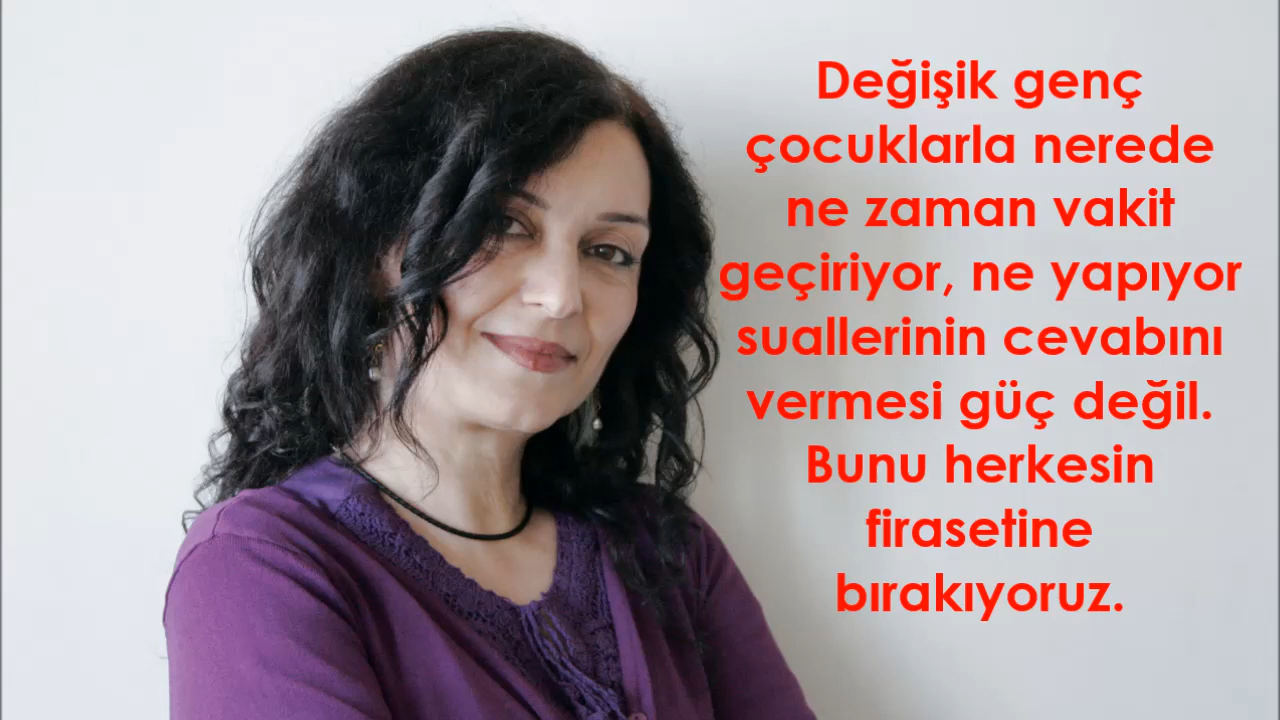 Değişik genç
çocuklarla nerede
ne zaman vakit
geçiriyor, ne yapıyor
suallerinin cevabını
vermesi güç değil.
Bunu herkesin
firasetine
bırakıyoruz.